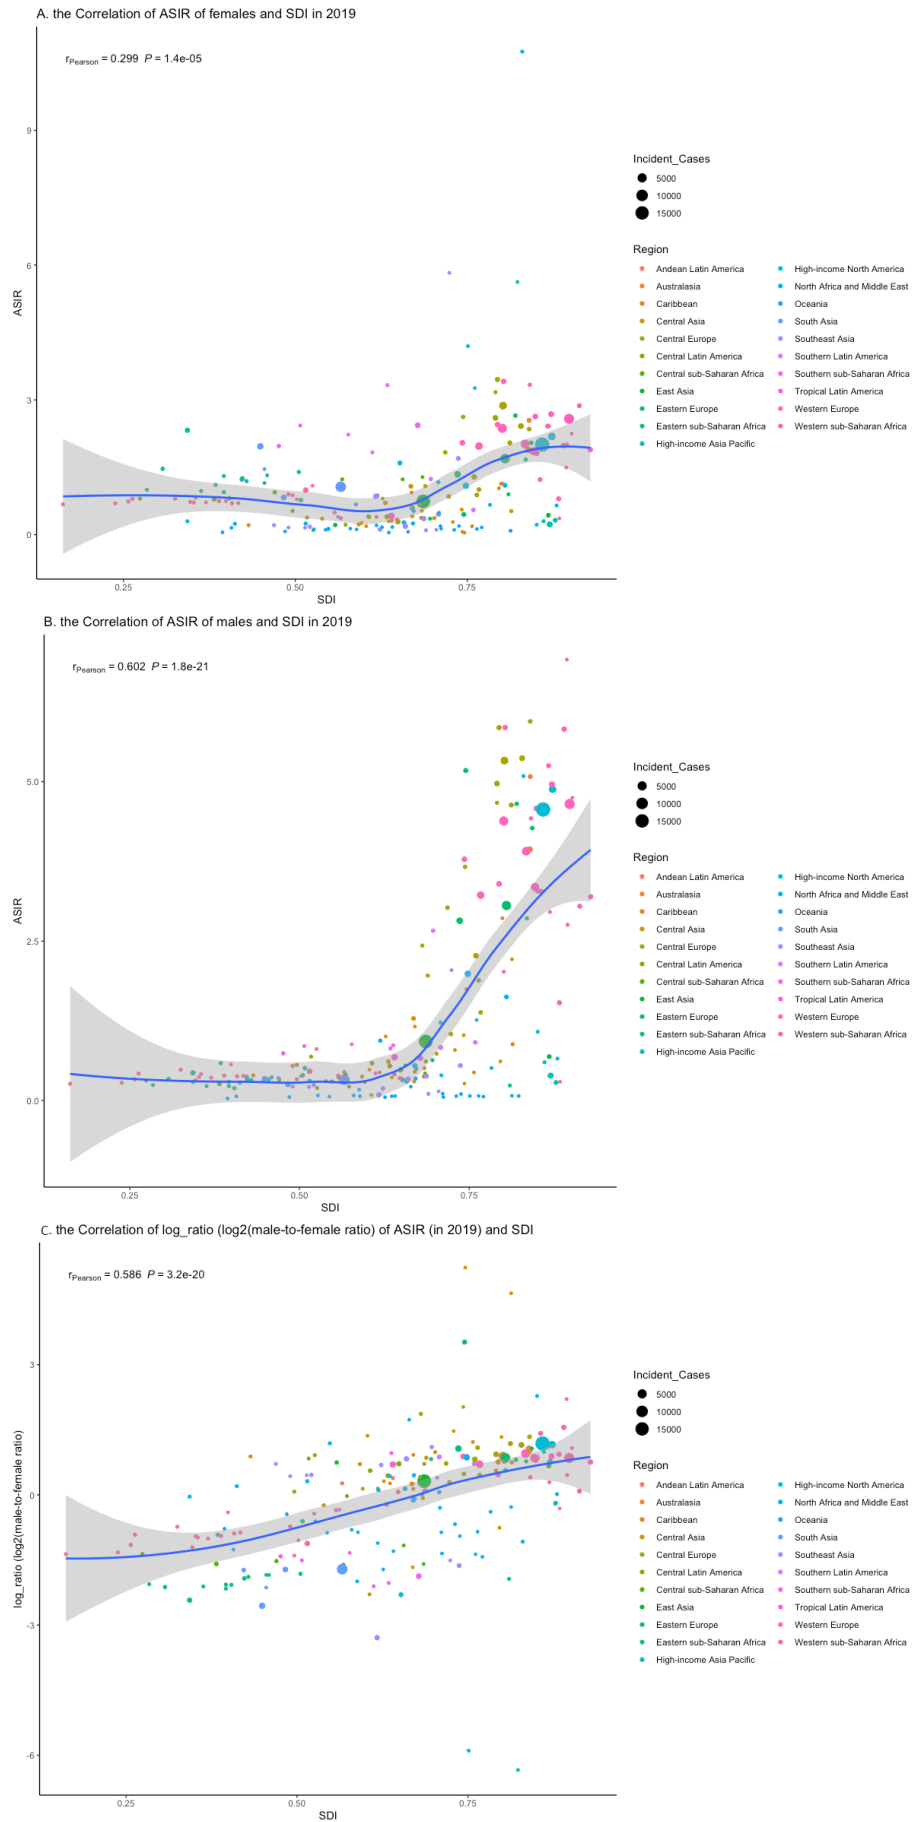 A. the Correlation of ASIR of females and SDI in 2019
rPearson = 0.299 P = 1.4e-05
9
6
3
0
ASIR
0.25 0.50 0.75
SDI
Incident_Cases
5000
10000
15000
Region
Andean Latin America High-income North America
Australasia North Africa and Middle East
Caribbean Oceania
Central Asia South Asia
Central Europe Southeast Asia
Central Latin America Southern Latin America
Central sub-Saharan Africa Southern sub-Saharan Africa
East Asia Tropical Latin America
Eastern Europe Western Europe
Eastern sub-Saharan Africa Western sub-Saharan Africa
High-income Asia Pacific
B. the Correlation of ASIR of males and SDI in 2019
rPearson = 0.602 P = 1.8e-21
5.0
2.5
0.0
ASIR
0.25 0.50 0.75
SDI
Incident_Cases
5000
10000
15000
Region
Andean Latin America High-income North America
Australasia North Africa and Middle East
Caribbean Oceania
Central Asia South Asia
Central Europe Southeast Asia
Central Latin America Southern Latin America
Central sub-Saharan Africa Southern sub-Saharan Africa
East Asia Tropical Latin America
Eastern Europe Western Europe
Eastern sub-Saharan Africa Western sub-Saharan Africa
High-income Asia Pacific
C. the Correlation of log_ratio (log2(male-to-female ratio) of ASIR (in 2019) and SDI
rPearson = 0.586 P = 3.2e-20
3
0
-3
-6
log_ratio (log2(male-to-female ratio)
0.25 0.50 0.75
SDI
Incident_Cases
5000
10000
15000
Region
Andean Latin America High-income North America
Australasia North Africa and Middle East
Caribbean Oceania
Central Asia South Asia
Central Europe Southeast Asia
Central Latin America Southern Latin America
Central sub-Saharan Africa Southern sub-Saharan Africa
East Asia Tropical Latin America
Eastern Europe Western Europe
Eastern sub-Saharan Africa Western sub-Saharan Africa
High-income Asia Pacific